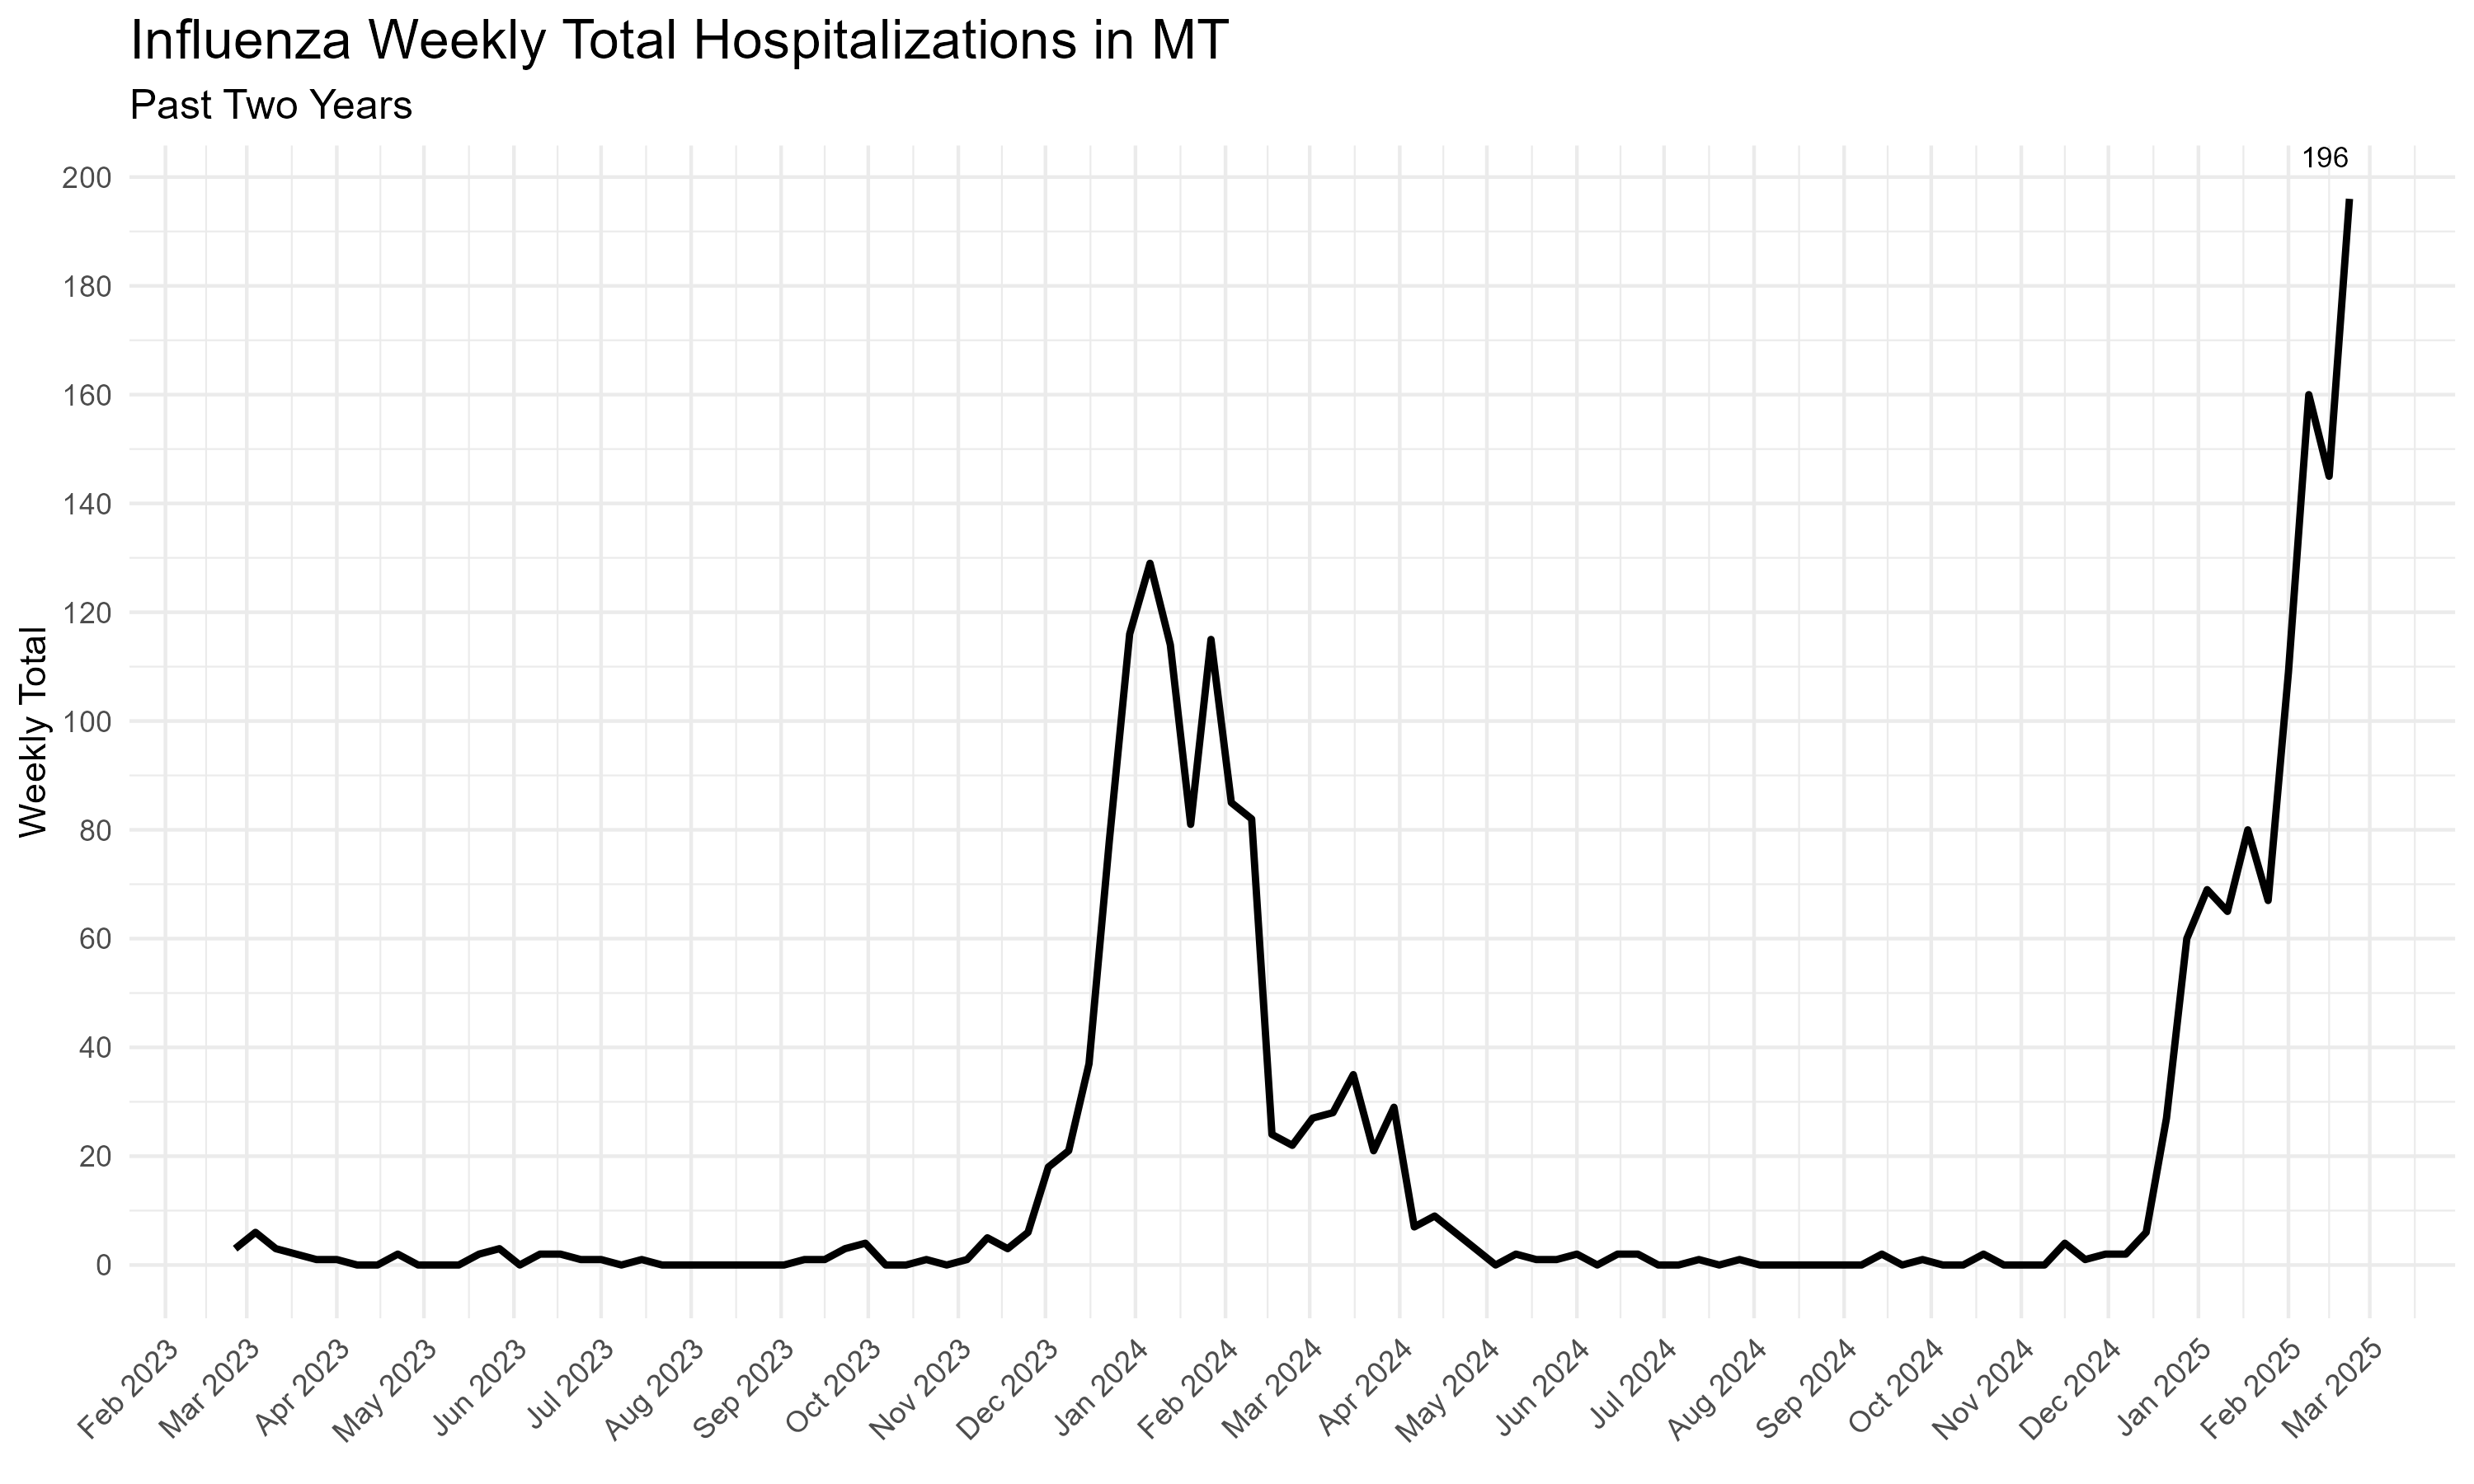 Influenza Weekly Total Hospitalizations in MT
Past Two Years
196
200
180
160
140
120
100
80
60
40
20
0
Weekly Total
Feb 2023
Mar 2023
Apr 2023
May 2023
Jun 2023
Jul 2023
Aug 2023
Sep 2023
Oct 2023
Nov 2023
Dec 2023
Jan 2024
Feb 2024
Mar 2024
Apr 2024
May 2024
Jun 2024
Jul 2024
Aug 2024
Sep 2024
Oct 2024
Nov 2024
Dec 2024
Jan 2025
Feb 2025
Mar 2025